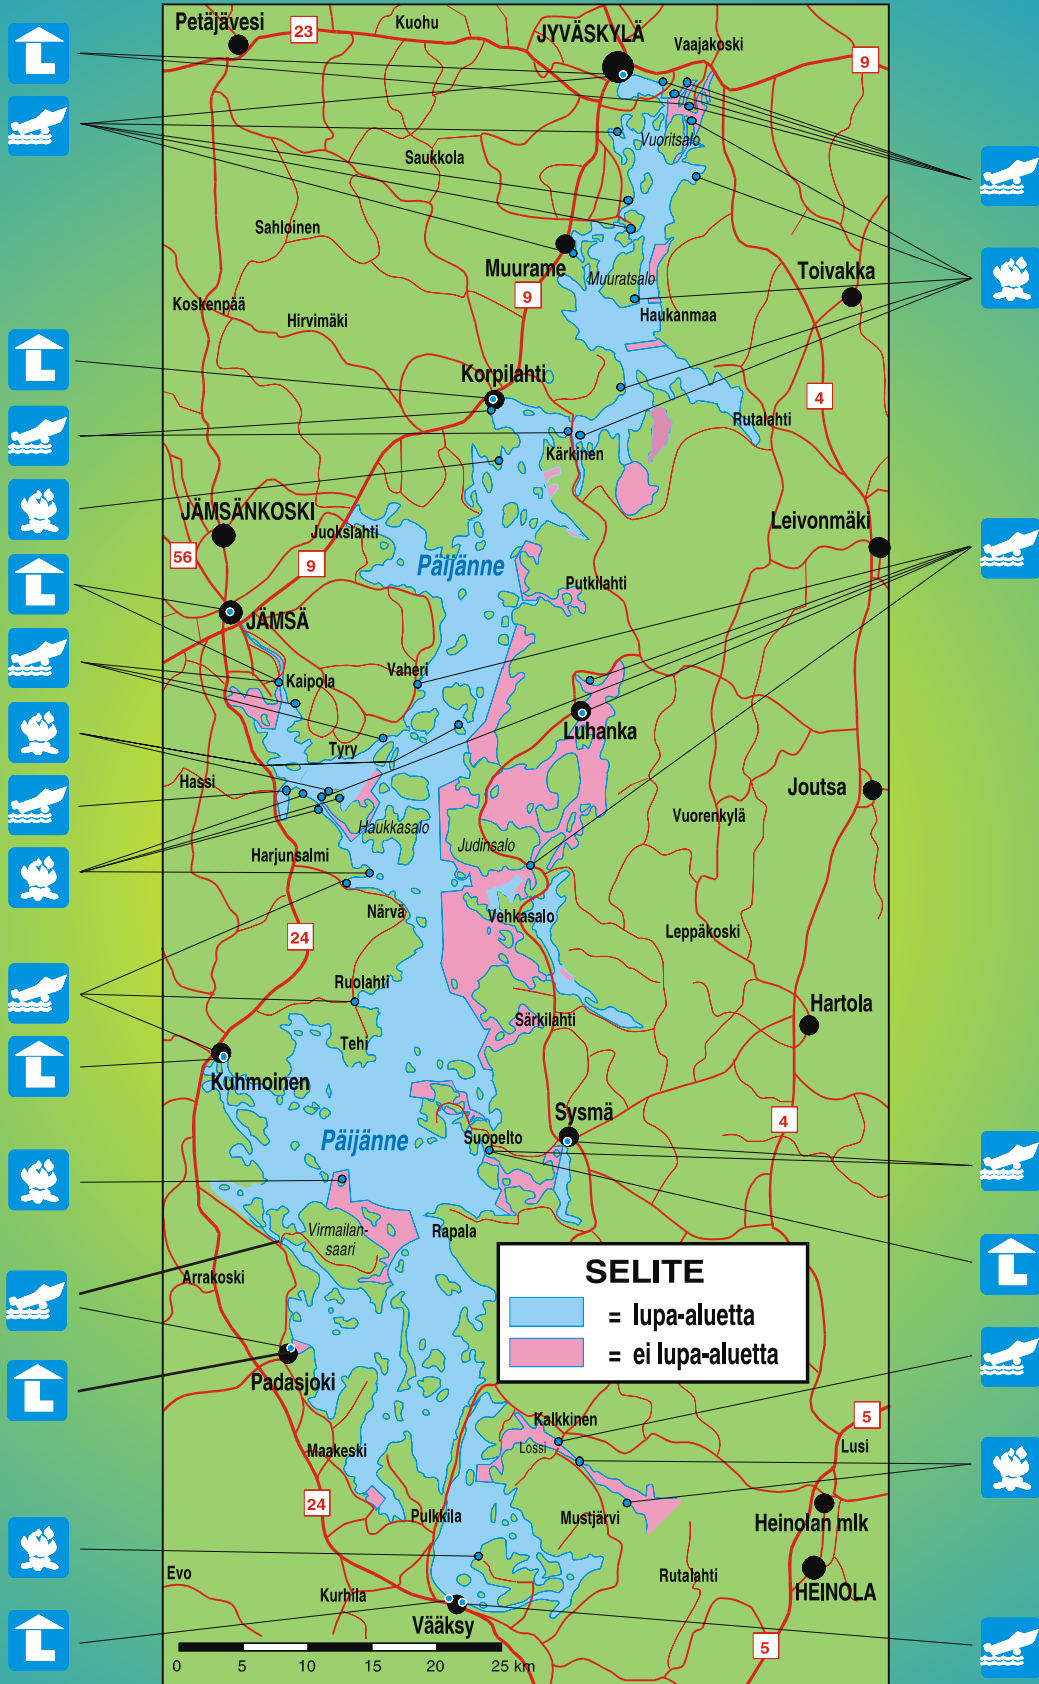 Petäjävesi
23
Kuohu
JYVÄSKYLÄ
Vaajakoski
9
Vuoritsalo
Saukkola
Sahloinen
Muurame
Muuratsalo
Toivakka
Koskenpää
9
Haukanmaa
Hirvimäki
Korpilahti
4
Rutalahti
Kärkinen
JÄMSÄNKOSKI
Juokslahti
Leivonmäki
56
9
Päijänne
Putkilahti
JÄMSÄ
Vaheri
Kaipola
Luhanka
Tyry
Hassi
Joutsa
Vuorenkylä
Haukkasalo
Judinsalo
Harjunsalmi
Närvä
Vehkasalo
24
Leppäkoski
Ruolahti
Hartola
Särkilahti
Tehi
Kuhmoinen
Sysmä
4
Päijänne
Suopelto
Virmailan-
saari
Rapala
Arrakoski
SELITE
= lupa-aluetta
= ei lupa-aluetta
Padasjoki
Kalkkinen
5
Lossi
Lusi
Maakeski
24
Pulkkila
Mustjärvi
Heinolan mlk
Evo
Kurhila
Rutalahti
HEINOLA
Vääksy
5
0 5 10 15 20 25 km